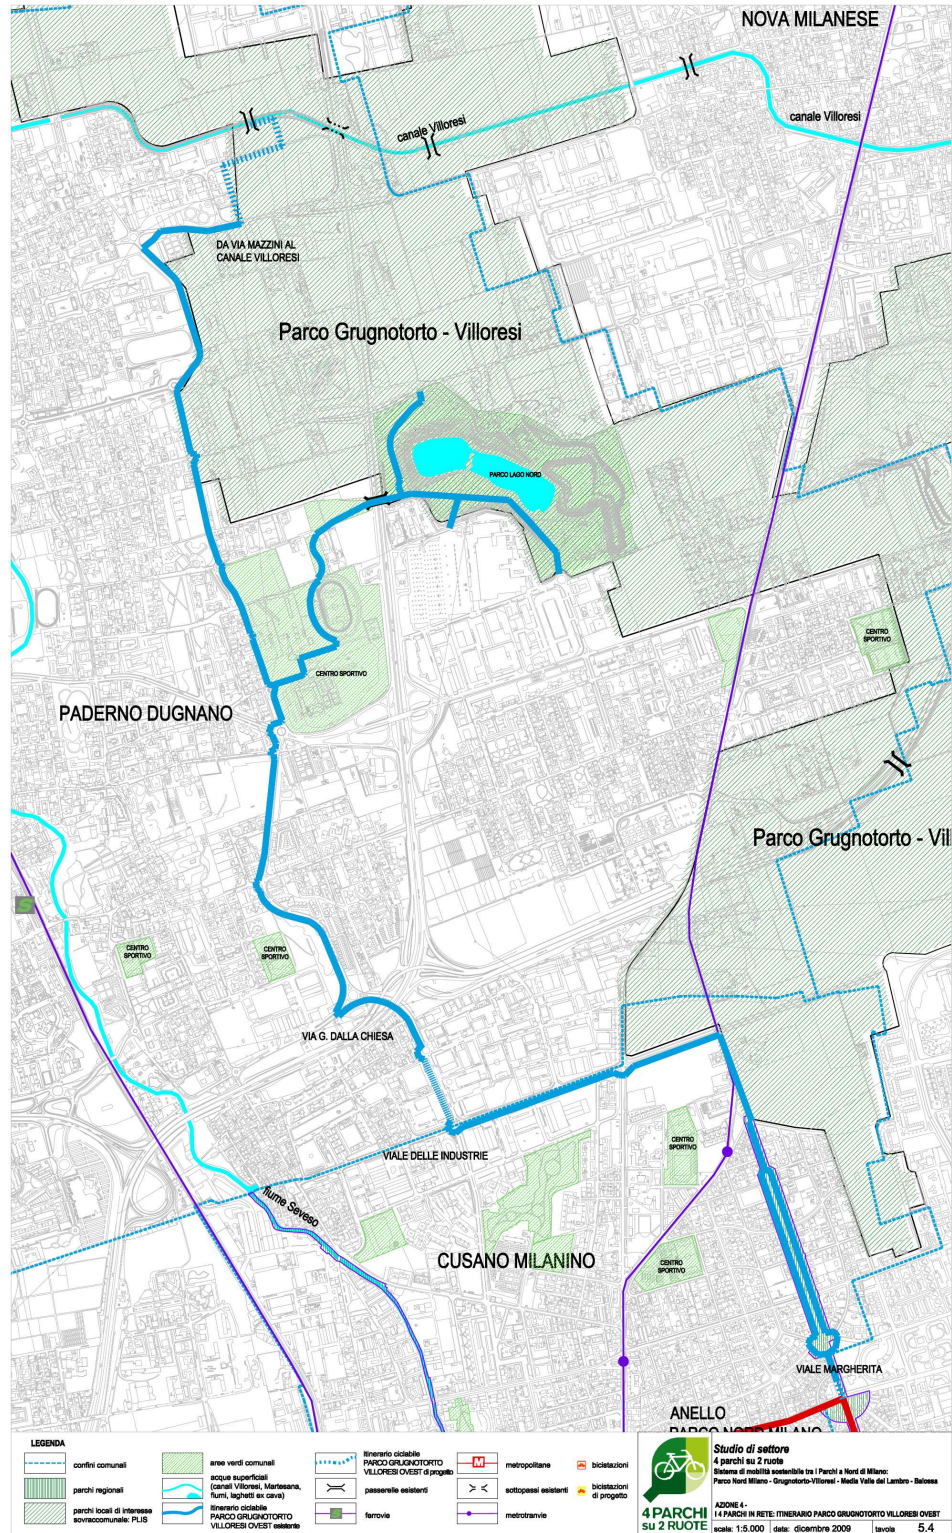 NOVA MILANESE
canale Villoresi
canale Villoresi
DA VIA MAZZINI AL
CANALE VILLORESI
Parco Grugnotorto - Villoresi
PARCO LAGO NORD
CENTRO
SPORTIVO
CENTRO SPORTIVO
PADERNO DUGNANO
Parco Grugnotorto - Vil
S
CENTRO
SPORTIVO
CENTRO
SPORTIVO
VIA G. DALLA CHIESA
VIALE DELLE INDUSTRIE
CENTRO
SPORTIVO
fiume Seveso
CUSANO MILANINO
CENTRO
SPORTIVO
VIALE MARGHERITA
ANELLO
PARCO NORD MILANO
LEGENDA
confini comunali
parchi regionali
parchi locali di interesse
sovraccomunale: PLIS
aree verdi comunali
acque superficiali
(canali Villoresi, Martesana,
fiumi, laghetti ex cava)
itinerario ciclabile
PARCO GRUGNOTORTO
VILLORESI OVEST esistente
itinerario ciclabile
PARCO GRUGNOTORTO
VILLORESI OVEST di progetto
passerelle esistenti
S
ferrovie
M
metropolitane
sottopassi esistenti
metrotranvie
bicistazioni
bicistazioni
di progetto
4 PARCHI
su 2 RUOTE
Studio di settore
4 parchi su 2 ruote
Sistema di mobilità sostenibile tra i Parchi a Nord di Milano:
Parco Nord Milano - Grugnotorto-Villoresi - Media Valle del Lambro - Balossa
AZIONE 4 -
I 4 PARCHI IN RETE: ITINERARIO PARCO GRUGNOTORTO VILLORESI OVEST
scala: 1:5.000 data: dicembre 2009 tavola 5.4